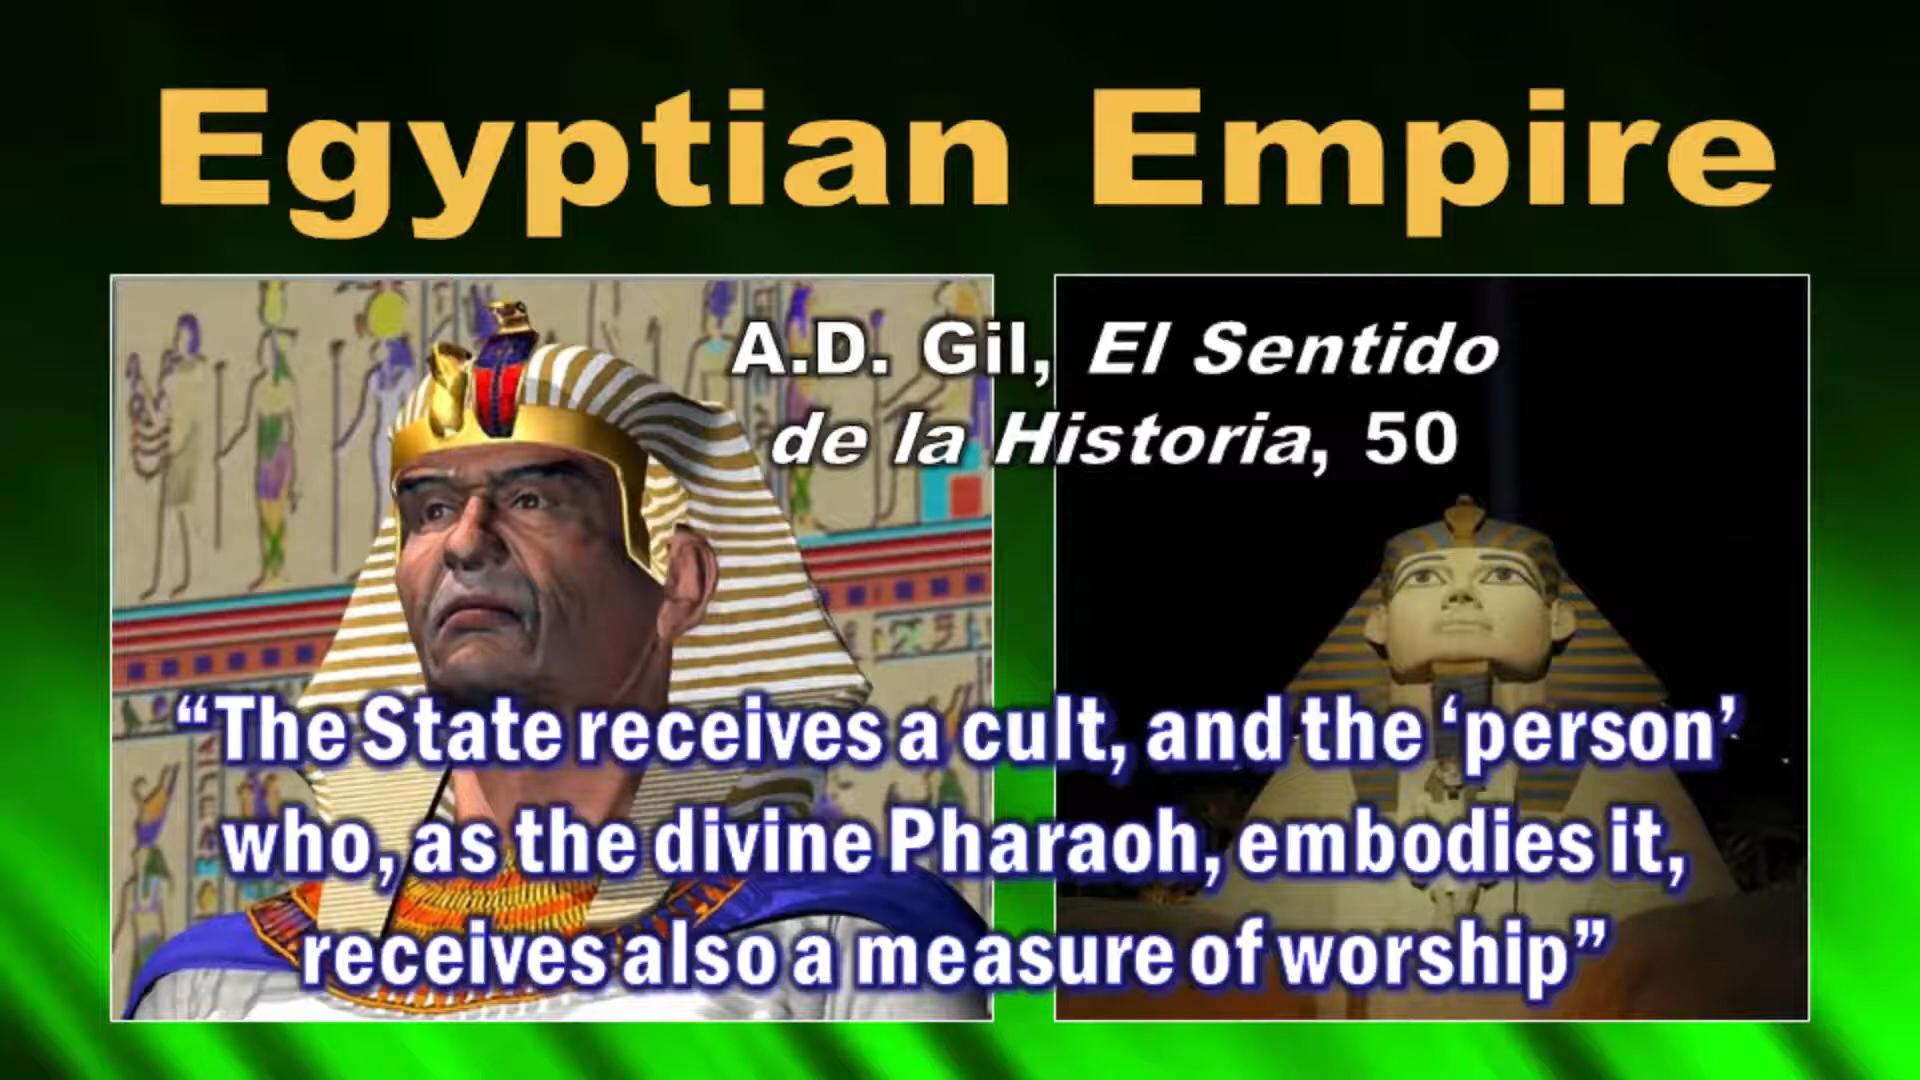 Egyptian Empire
A.D. Gil, El Sentido
de la Historia, 50
“The State receives a cult, and the ‘person’
who, as the divine Pharaoh, embodies it,
receives also a measure of worship”